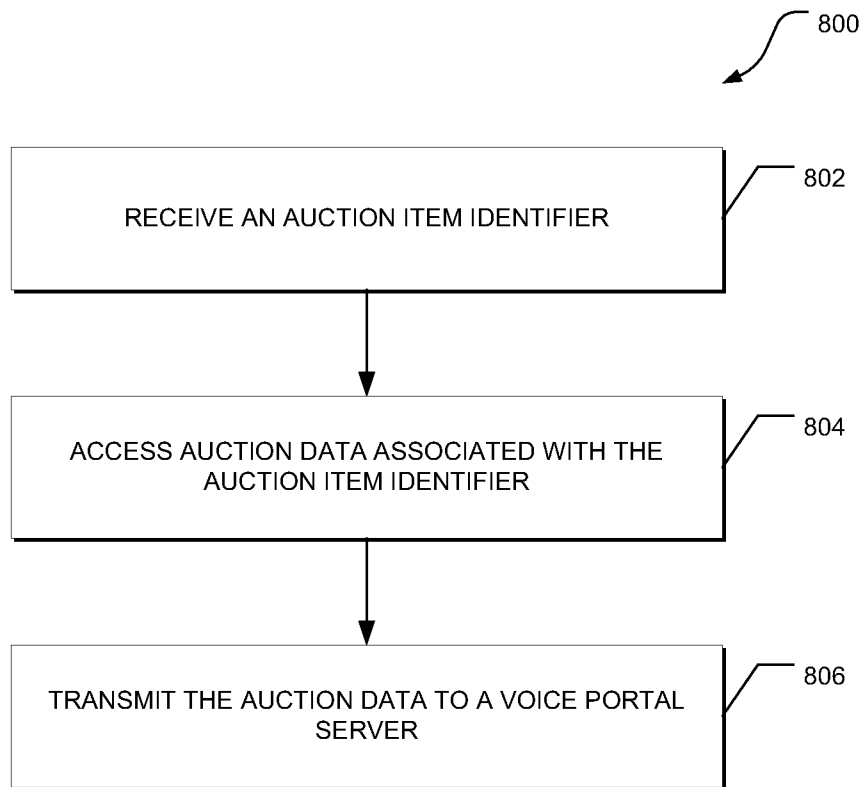 800
802
RECEIVE AN AUCTION ITEM IDENTIFIER
804
ACCESS AUCTION DATA ASSOCIATED WITH THE
AUCTION ITEM IDENTIFIER
806
TRANSMIT THE AUCTION DATA TO A VOICE PORTAL
SERVER